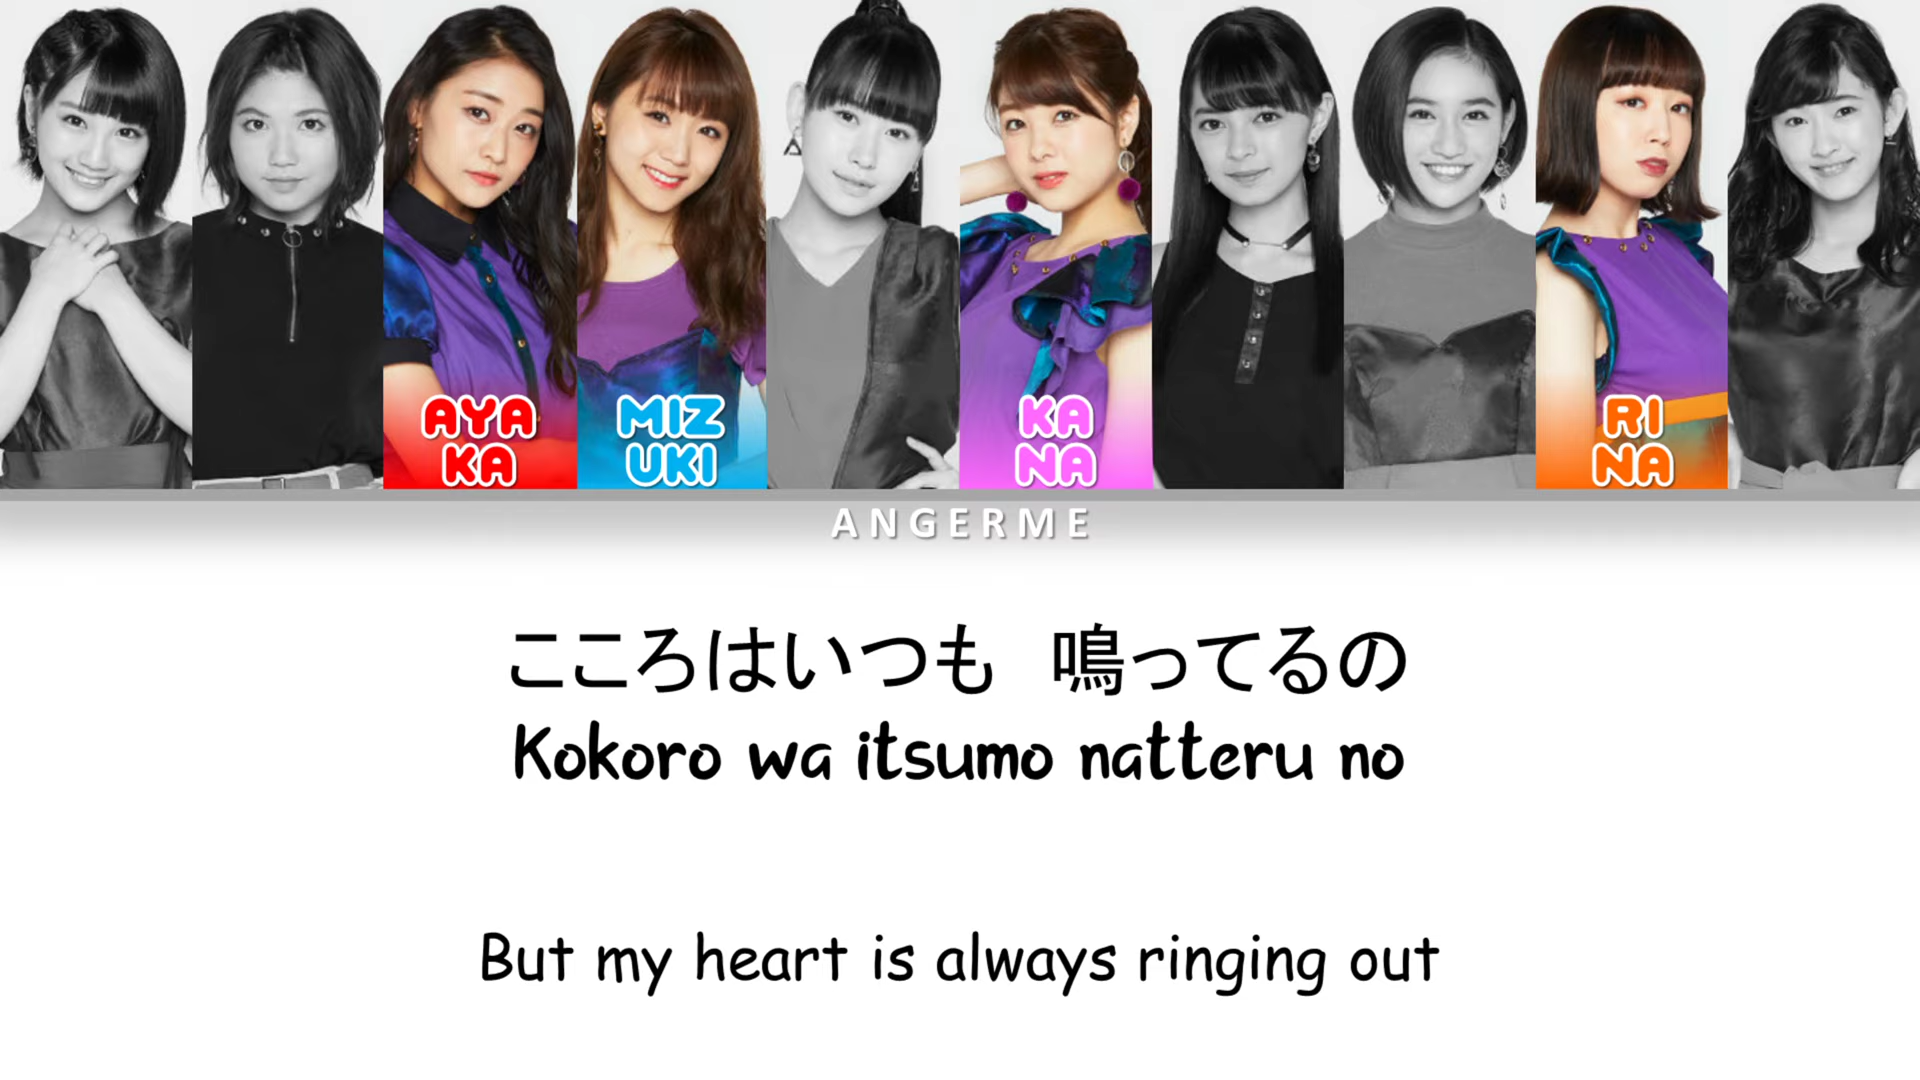 AYA
KA
MIZ
UKI
KA
NA
RI
NA
ANGERME
こころはいつも　鳴ってるの
Kokoro wa itsumo natteru no
But my heart is always ringing out